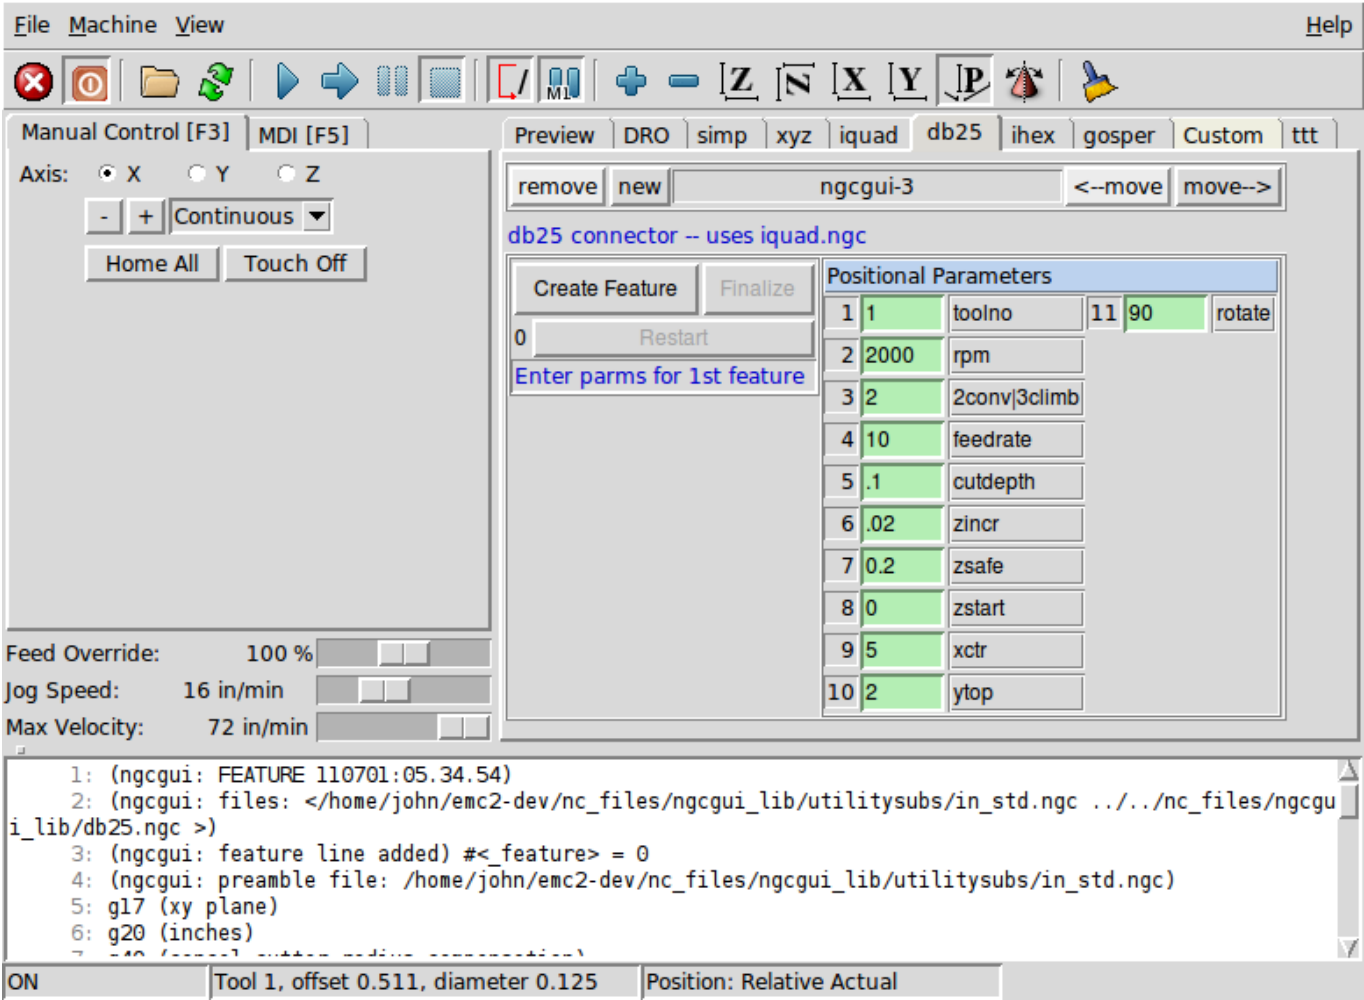 File Machine View Help
Z N X Y P
M1
Manual Control [F3] MDI [F5] Preview DRO simp xyz iquad db25 ihex gosper Custom ttt
Axis: X Y Z
remove new ngcgui-3 <--move move-->
- + Continuous
db25 connector -- uses iquad.ngc
Home All Touch Off
Create Feature Finalize
0 Restart
Enter parms for 1st feature
Positional Parameters
1 1 toolno 11 90 rotate
2 2000 rpm
3 2 2conv|3climb
4 10 feedrate
5 .1 cutdepth
6 .02 zincr
7 0.2 zsafe
8 0 zstart
9 5 xctr
10 2 ytop
Feed Override: 100 %
Jog Speed: 16 in/min
Max Velocity: 72 in/min
1: (ngcgui: FEATURE 110701:05.34.54)
2: (ngcgui: files: </home/john/emc2-dev/nc_files/ngcgui_lib/utilitysubs/in_std.ngc ../../nc_files/ngcgu
i_lib/db25.ngc >)
3: (ngcgui: feature line added) #<_feature> = 0
4: (ngcgui: preamble file: /home/john/emc2-dev/nc_files/ngcgui_lib/utilitysubs/in_std.ngc)
5: g17 (xy plane)
6: g20 (inches)
7: g40 (cancel cutter radius compensation)
ON Tool 1, offset 0.511, diameter 0.125 Position: Relative Actual